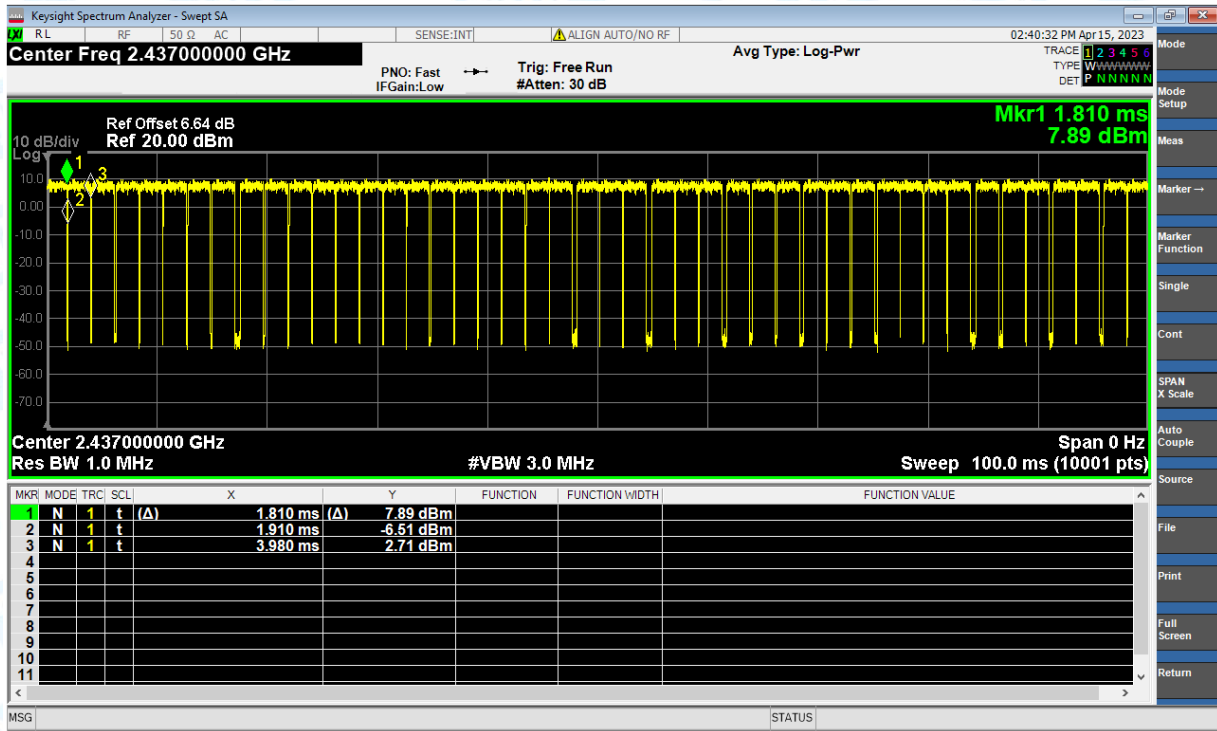 Keysight Spectrum Analyzer - Swept SA
LXI RL RF 50 Ω AC SENSE:INT ALIGN AUTO/NO RF 02:40:32 PM Apr 15, 2023
Center Freq 2.437000000 GHz
Avg Type: Log-Pwr
TRACE 1 2 3 4 5 6
PNO: Fast Trig: Free Run
TYPE WWWWWW
IFGain:Low #Atten: 30 dB
DET P N N N N N
Mkr1 1.810 ms
7.89 dBm
Ref Offset 6.64 dB
10 dB/div Ref 20.00 dBm
Log
1
3
2
10.0
0.00
-10.0
-20.0
-30.0
-40.0
-50.0
-60.0
-70.0
Center 2.437000000 GHz Span 0 Hz
Res BW 1.0 MHz #VBW 3.0 MHz Sweep 100.0 ms (10001 pts)
MKR MODE TRC SCL X Y FUNCTION FUNCTION WIDTH FUNCTION VALUE
1 N 1 t (Δ) 1.810 ms (Δ) 7.89 dBm
2 N 1 t 1.910 ms -6.51 dBm
3 N 1 t 3.980 ms 2.71 dBm
4
5
6
7
8
9
10
11
MSG STATUS
Mode
Mode
Setup
Meas
Marker →
Marker
Function
Single
Cont
SPAN
X Scale
Auto
Couple
Source
File
Print
Full
Screen
Return